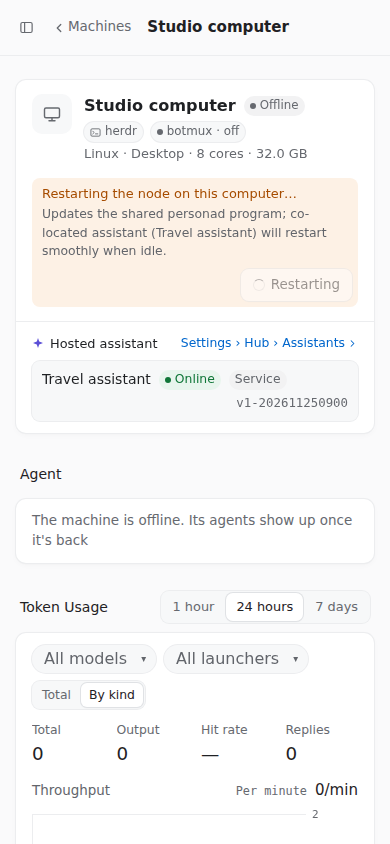 Machines Studio computer
Studio computer Offline
herdr botmux · off
Linux · Desktop · 8 cores · 32.0 GB
Restarting the node on this computer…
Updates the shared personad program; co-
located assistant (Travel assistant) will restart
smoothly when idle.
Restarting
Hosted assistant Settings › Hub › Assistants
Travel assistant Online Service
v1-202611250900
Agent
The machine is offline. Its agents show up once
it's back
Token Usage 1 hour 24 hours 7 days
All models All launchers
Total By kind
Total Output Hit rate Replies
0 0 — 0
Throughput Per minute 0/min
2